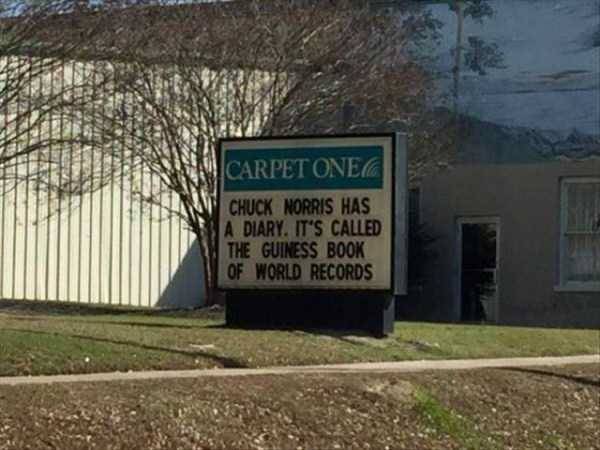 CARPET ONE
CHUCK NORRIS HAS
A DIARY. IT'S CALLED
THE GUINESS BOOK
OF WORLD RECORDS